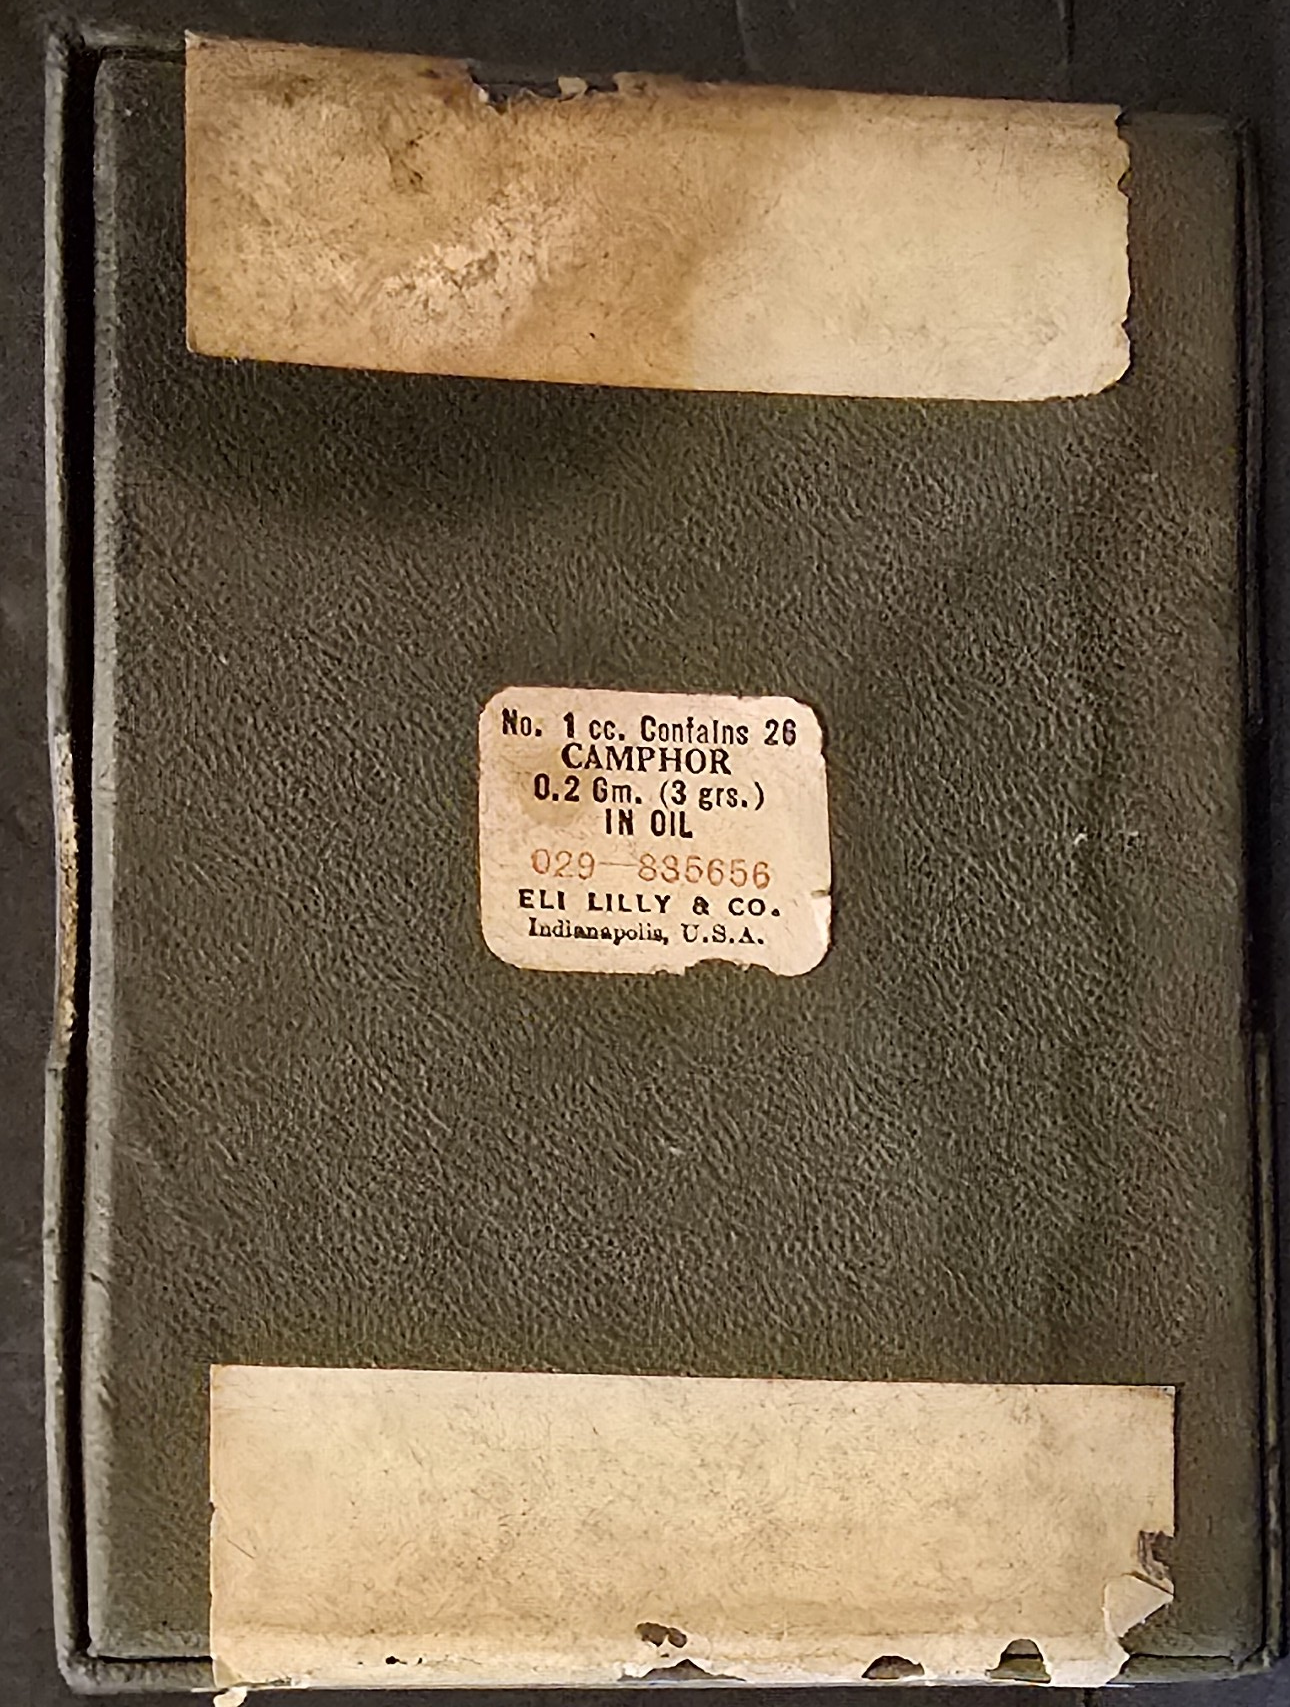 No. 1 cc. Contains 26
CAMPHOR
0.2 Gm. (3 grs.)
IN OIL
029—835656
ELI LILLY & CO.
Indianapolis, U.S.A.